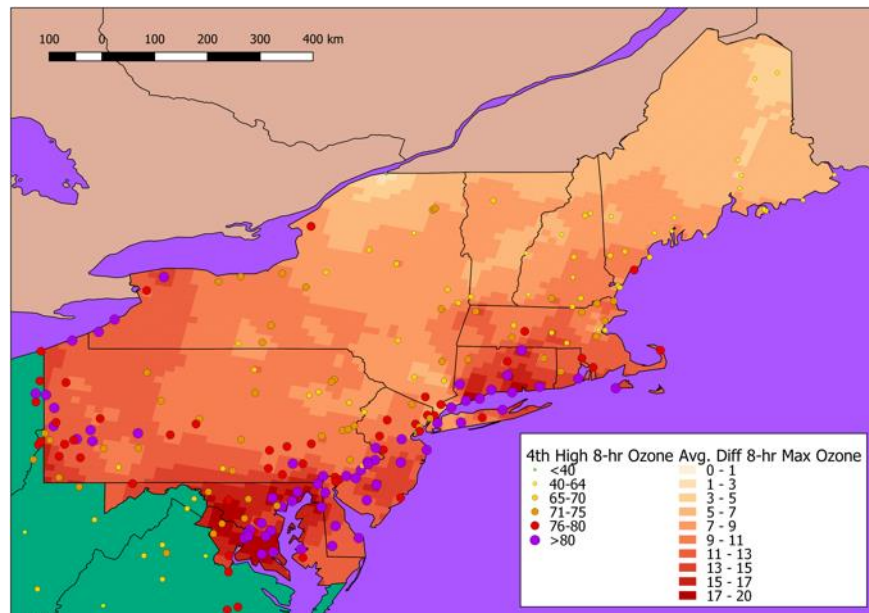 100 0 100 200 300 400 km
4th High 8-hr Ozone Avg. Diff 8-hr Max Ozone
<40 0 - 1
40-64 1 - 3
65-70 3 - 5
71-75 5 - 7
76-80 7 - 9
>80 9 - 11
11 - 13
13 - 15
15 - 17
17 - 20